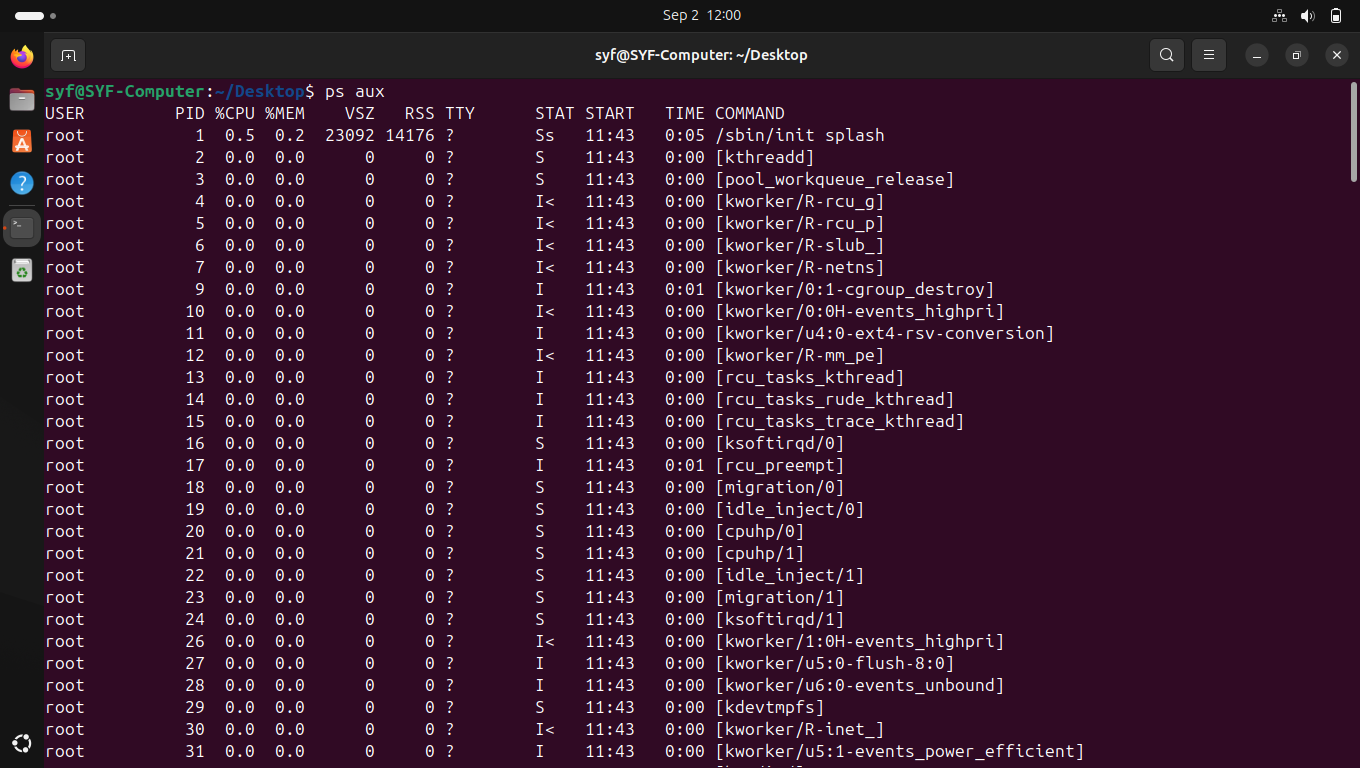 Sep 2 12:00
syf@SYF-Computer: ~/Desktop
syf@SYF-Computer:~/Desktop$ ps aux
USER         PID %CPU %MEM    VSZ   RSS TTY      STAT START   TIME COMMAND
root           1  0.5  0.2  23092 14176 ?        Ss   11:43   0:05 /sbin/init splash
root           2  0.0  0.0      0     0 ?        S    11:43   0:00 [kthreadd]
root           3  0.0  0.0      0     0 ?        S    11:43   0:00 [pool_workqueue_release]
root           4  0.0  0.0      0     0 ?        I<   11:43   0:00 [kworker/R-rcu_g]
root           5  0.0  0.0      0     0 ?        I<   11:43   0:00 [kworker/R-rcu_p]
root           6  0.0  0.0      0     0 ?        I<   11:43   0:00 [kworker/R-slub_]
root           7  0.0  0.0      0     0 ?        I<   11:43   0:00 [kworker/R-netns]
root           9  0.0  0.0      0     0 ?        I    11:43   0:01 [kworker/0:1-cgroup_destroy]
root          10  0.0  0.0      0     0 ?        I<   11:43   0:00 [kworker/0:0H-events_highpri]
root          11  0.0  0.0      0     0 ?        I    11:43   0:00 [kworker/u4:0-ext4-rsv-conversion]
root          12  0.0  0.0      0     0 ?        I<   11:43   0:00 [kworker/R-mm_pe]
root          13  0.0  0.0      0     0 ?        I    11:43   0:00 [rcu_tasks_kthread]
root          14  0.0  0.0      0     0 ?        I    11:43   0:00 [rcu_tasks_rude_kthread]
root          15  0.0  0.0      0     0 ?        I    11:43   0:00 [rcu_tasks_trace_kthread]
root          16  0.0  0.0      0     0 ?        S    11:43   0:00 [ksoftirqd/0]
root          17  0.0  0.0      0     0 ?        I    11:43   0:01 [rcu_preempt]
root          18  0.0  0.0      0     0 ?        S    11:43   0:00 [migration/0]
root          19  0.0  0.0      0     0 ?        S    11:43   0:00 [idle_inject/0]
root          20  0.0  0.0      0     0 ?        S    11:43   0:00 [cpuhp/0]
root          21  0.0  0.0      0     0 ?        S    11:43   0:00 [cpuhp/1]
root          22  0.0  0.0      0     0 ?        S    11:43   0:00 [idle_inject/1]
root          23  0.0  0.0      0     0 ?        S    11:43   0:00 [migration/1]
root          24  0.0  0.0      0     0 ?        S    11:43   0:00 [ksoftirqd/1]
root          26  0.0  0.0      0     0 ?        I<   11:43   0:00 [kworker/1:0H-events_highpri]
root          27  0.0  0.0      0     0 ?        I    11:43   0:00 [kworker/u5:0-flush-8:0]
root          28  0.0  0.0      0     0 ?        I    11:43   0:00 [kworker/u6:0-events_unbound]
root          29  0.0  0.0      0     0 ?        S    11:43   0:00 [kdevtmpfs]
root          30  0.0  0.0      0     0 ?        I<   11:43   0:00 [kworker/R-inet_]
root          31  0.0  0.0      0     0 ?        I    11:43   0:00 [kworker/u5:1-events_power_efficient]